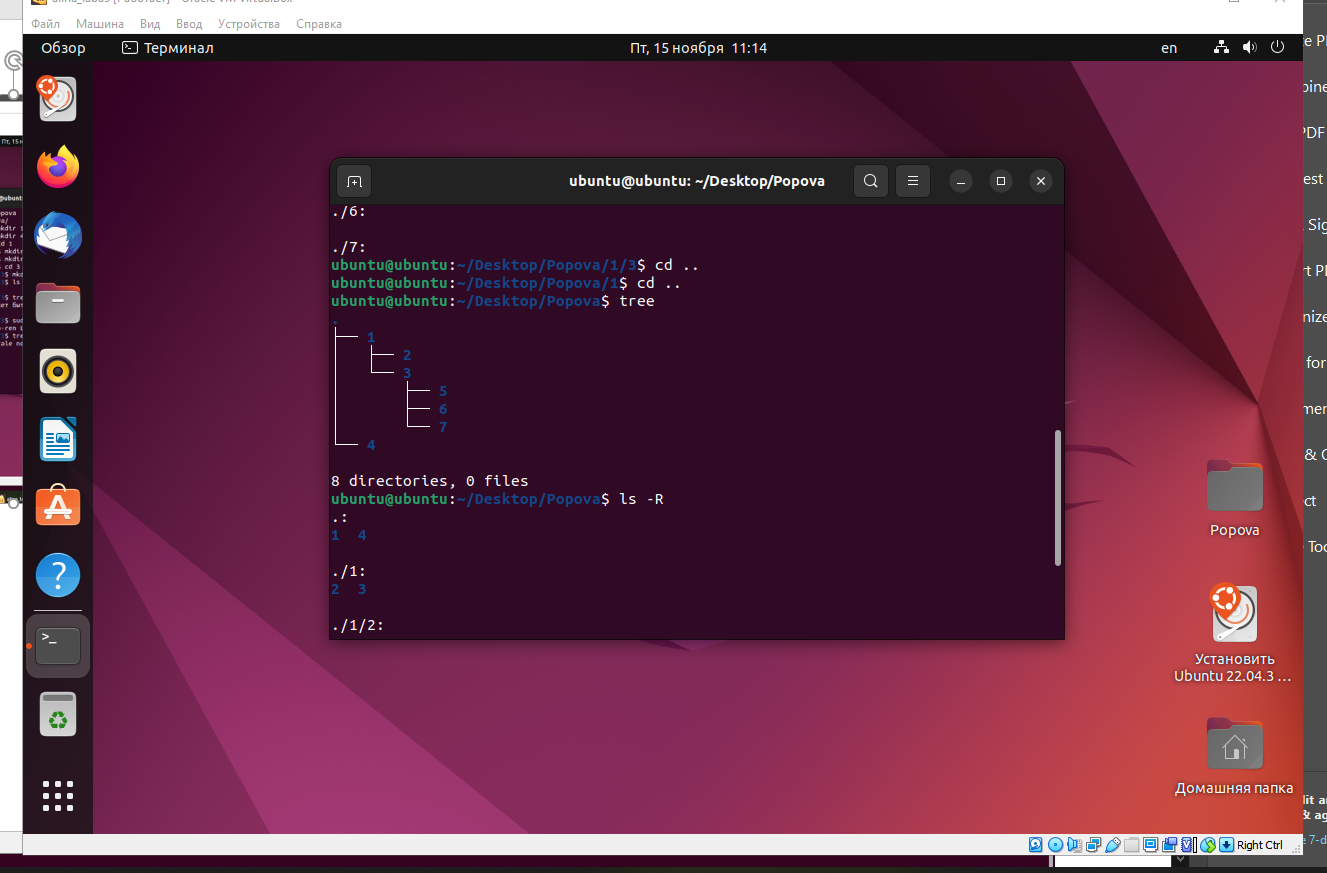 Файл Машина Вид Ввод Устройства Справка
Обзор Терминал Пт, 15 ноября 11:14 en
ubuntu@ubuntu: ~/Desktop/Popova
./6:
./7:
ubuntu@ubuntu:~/Desktop/Popova/1/3$ cd ..
ubuntu@ubuntu:~/Desktop/Popova/1$ cd ..
ubuntu@ubuntu:~/Desktop/Popova$ tree
.
├── 1
│   ├── 2
│   └── 3
│       ├── 5
│       ├── 6
│       └── 7
└── 4
8 directories, 0 files
ubuntu@ubuntu:~/Desktop/Popova$ ls -R
.:
1 4
./1:
2 3
./1/2:
Popova
Установить
Ubuntu 22.04.3 ...
Домашняя папка
Right Ctrl